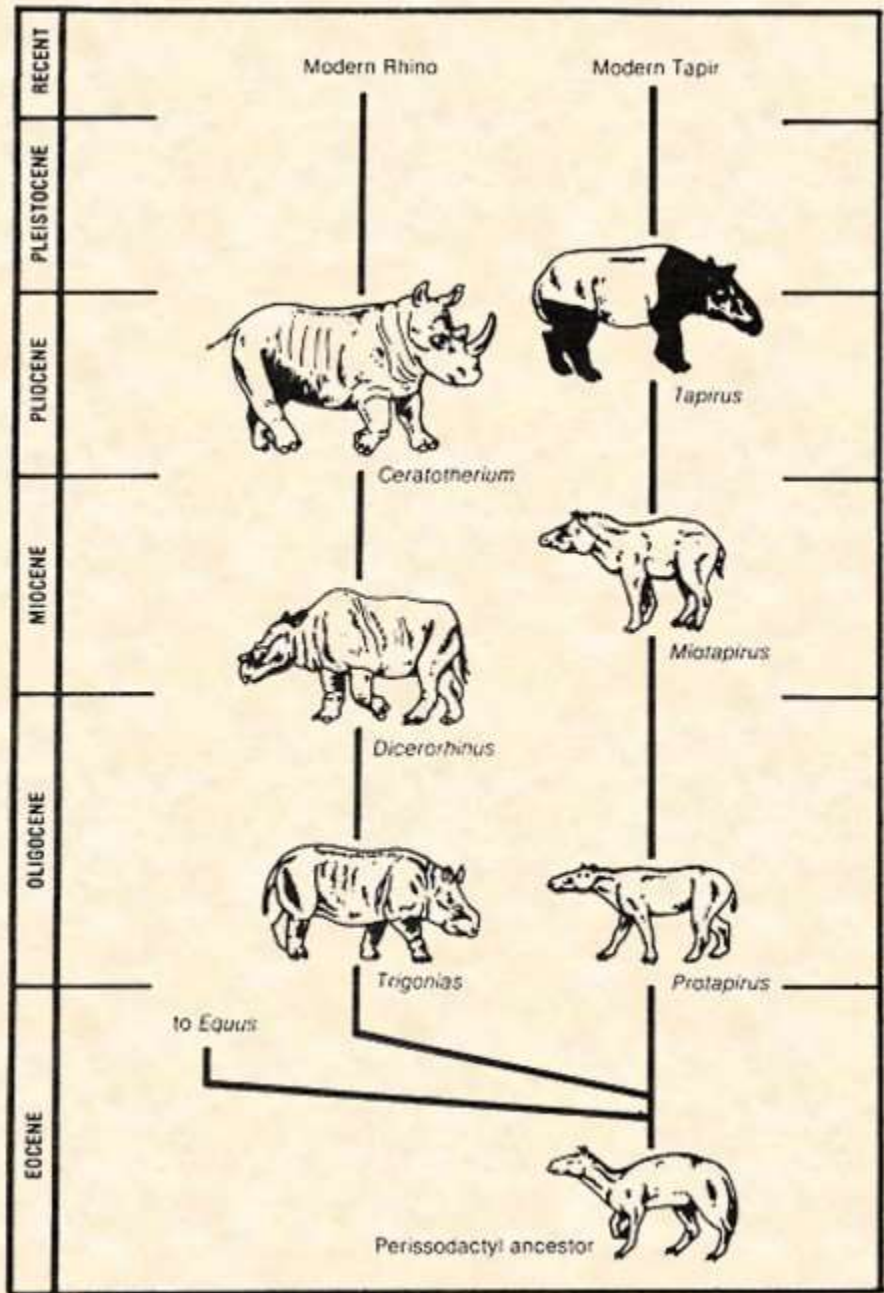 RECENT
Modern Rhino
Modern Tapir
PLEISTOCENE
PLIOCENE
Tapirus
Ceratotherium
MIOCENE
Miotapirus
Dicerorhinus
OLIGOCENE
Trigonias
Protapirus
to Equus
EOCENE
Perissodactyl ancestor